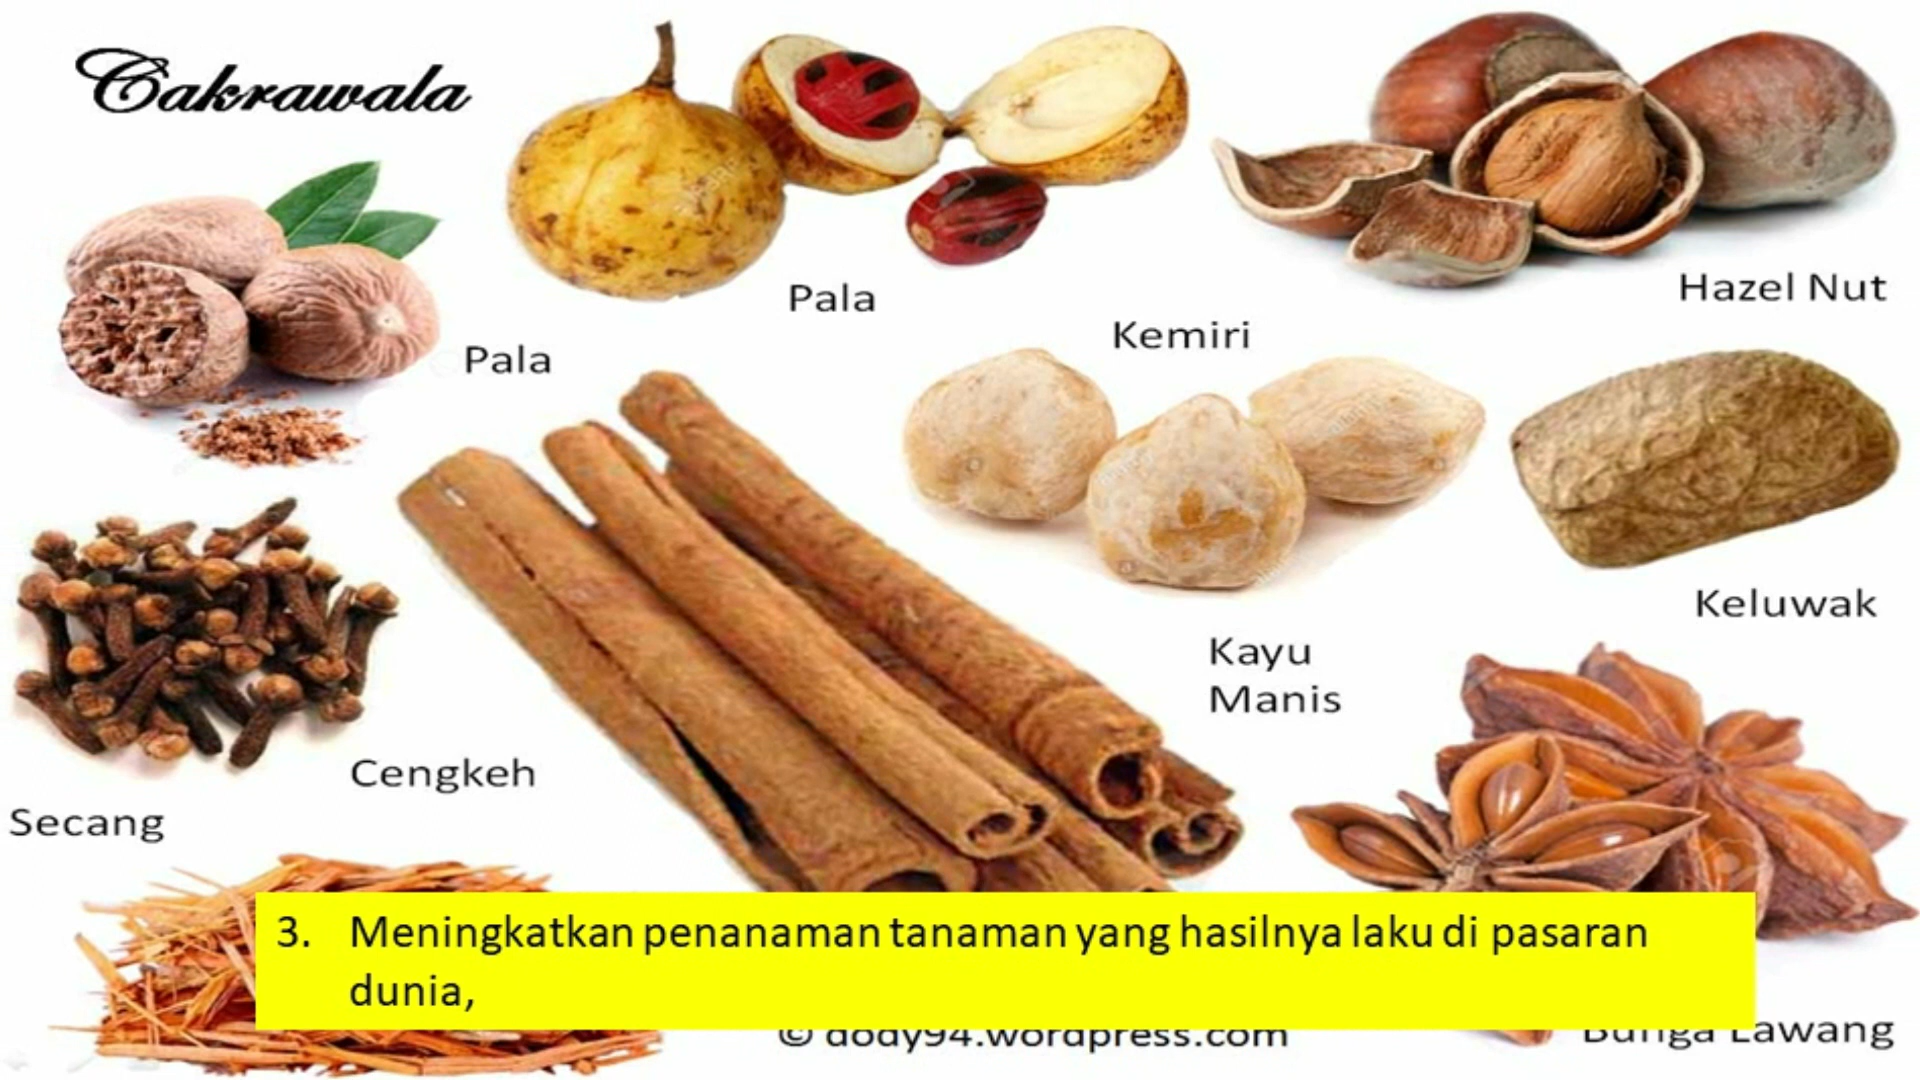 Cakrawala
Pala
Hazel Nut
Kemiri
Pala
Keluwak
Kayu
Manis
Cengkeh
Secang
3. Meningkatkan penanaman tanaman yang hasilnya laku di pasaran
dunia,
© dody94.wordpress.com
Bunga Lawang